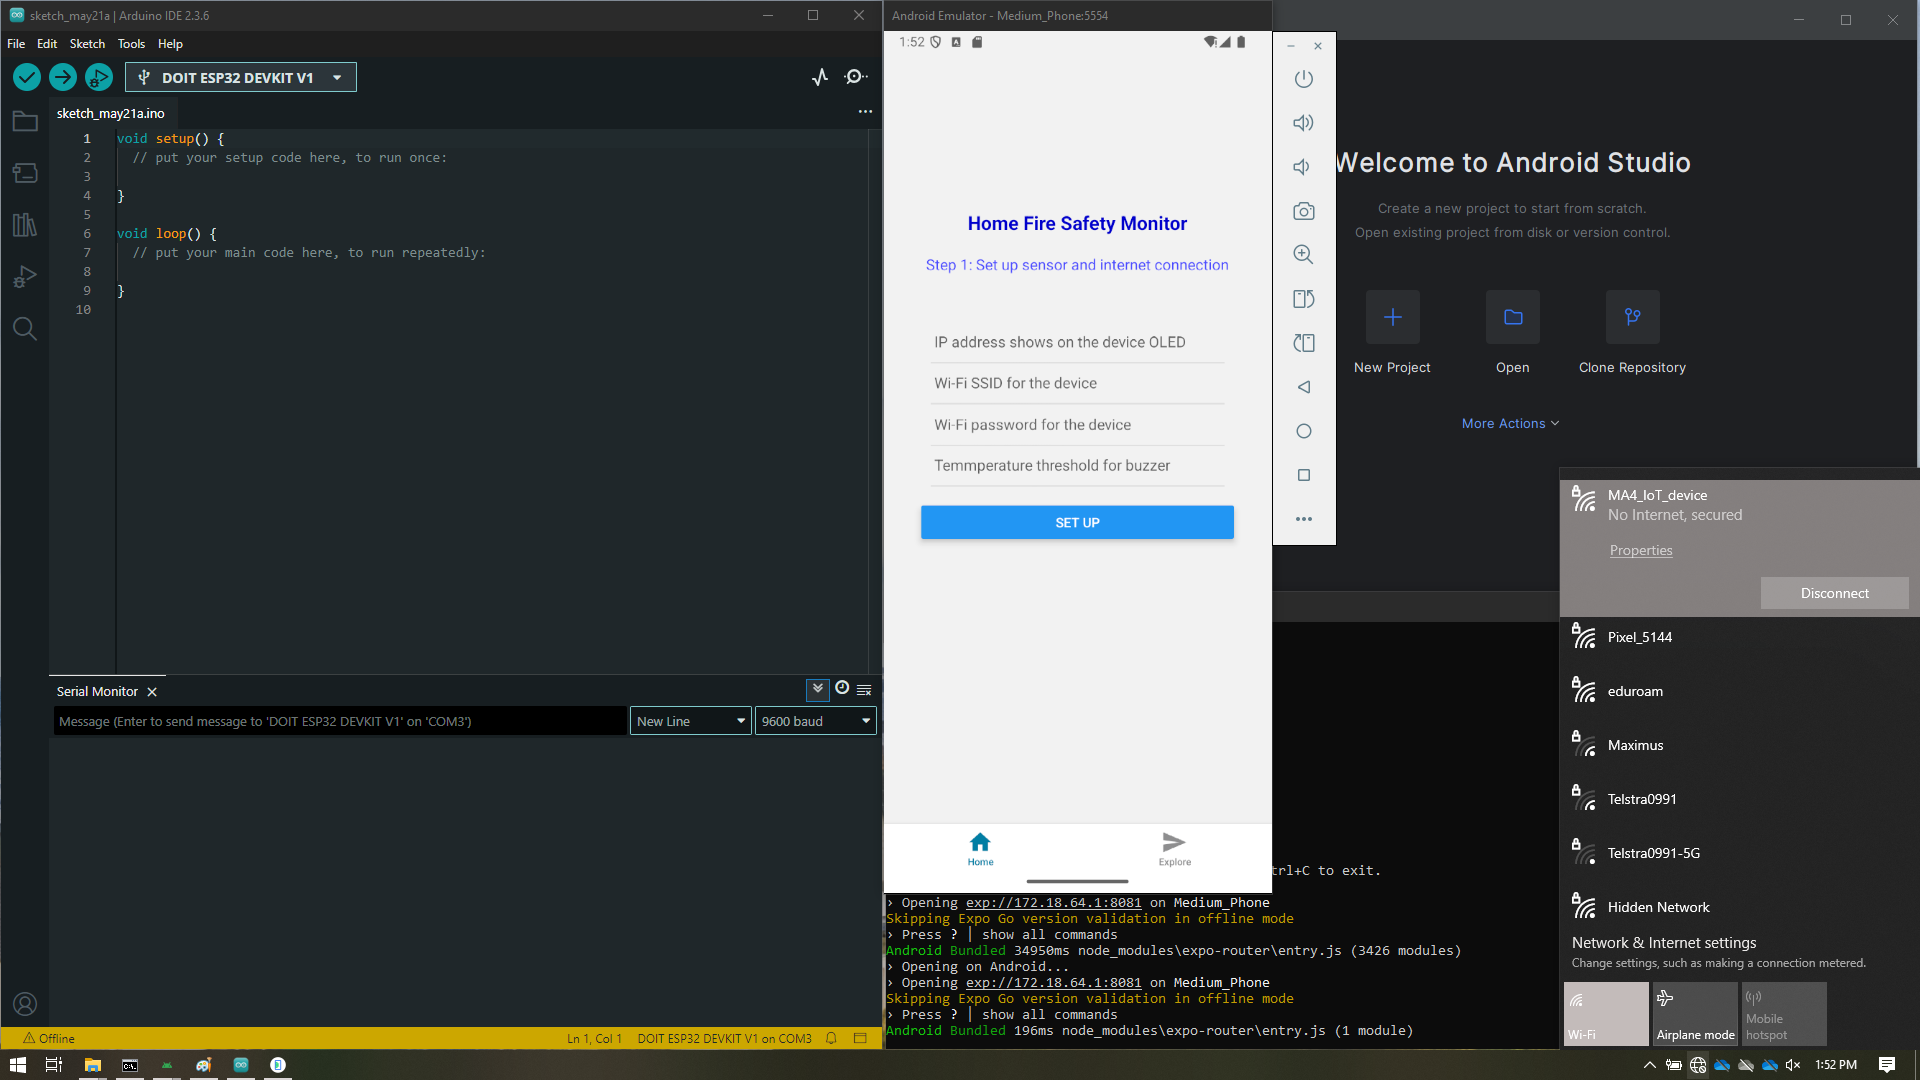 sketch_may21a | Arduino IDE 2.3.6
File Edit Sketch Tools Help
DOIT ESP32 DEVKIT V1
sketch_may21a.ino
1 void setup() {
2 // put your setup code here, to run once:
3
4 }
5
6 void loop() {
7 // put your main code here, to run repeatedly:
8
9 }
10
Serial Monitor
Message (Enter to send message to 'DOIT ESP32 DEVKIT V1' on 'COM3')
New Line
9600 baud
Offline
Ln 1, Col 1 DOIT ESP32 DEVKIT V1 on COM3
Android Emulator - Medium_Phone:5554
1:52
Home Fire Safety Monitor
Step 1: Set up sensor and internet connection
IP address shows on the device OLED
Wi-Fi SSID for the device
Wi-Fi password for the device
Temmperature threshold for buzzer
SET UP
Home
Explore
Welcome to Android Studio
Create a new project to start from scratch.
Open existing project from disk or version control.
New Project
Open
Clone Repository
More Actions
trl+C to exit.
› Opening exp://172.18.64.1:8081 on Medium_Phone
Skipping Expo Go version validation in offline mode
› Press ? │ show all commands
Android Bundled 34950ms node_modules\expo-router\entry.js (3426 modules)
› Opening on Android...
› Opening exp://172.18.64.1:8081 on Medium_Phone
Skipping Expo Go version validation in offline mode
› Press ? │ show all commands
Android Bundled 196ms node_modules\expo-router\entry.js (1 module)
MA4_IoT_device
No Internet, secured
Properties
Disconnect
Pixel_5144
eduroam
Maximus
Telstra0991
Telstra0991-5G
Hidden Network
Network & Internet settings
Change settings, such as making a connection metered.
Wi-Fi
Airplane mode
Mobile hotspot
1:52 PM